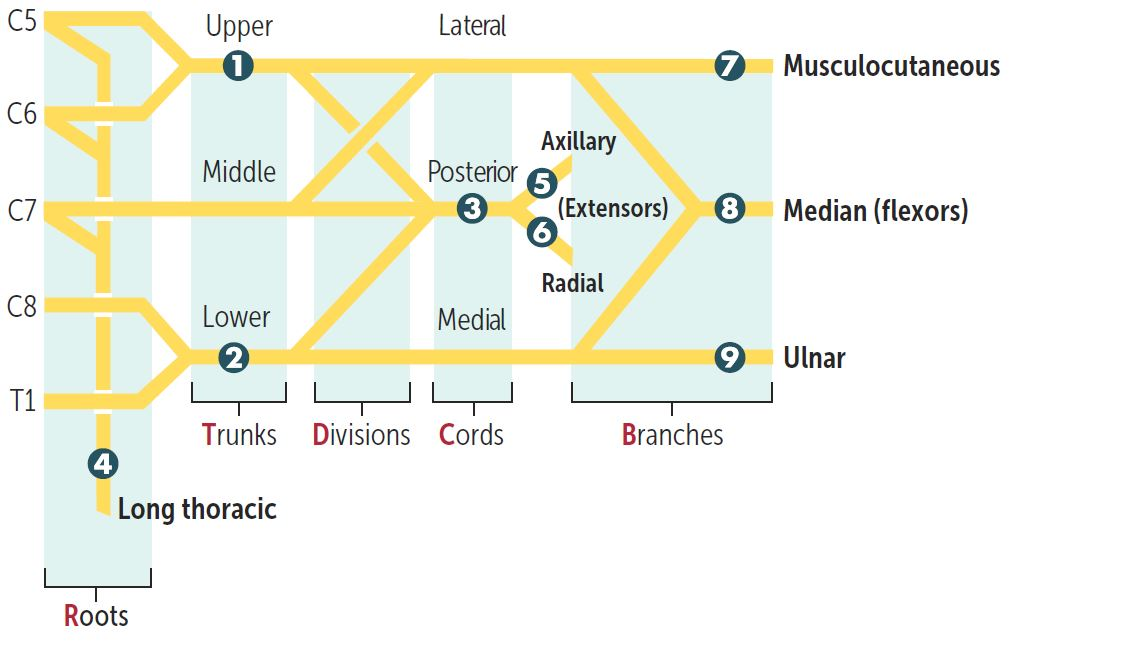 C5
Upper
Lateral
1
7
Musculocutaneous
C6
Axillary
Middle
Posterior
5
C7
3
(Extensors)
8
Median (flexors)
6
Radial
C8
Lower
Medial
2
9
Ulnar
T1
Trunks
Divisions
Cords
Branches
4
Long thoracic
Roots